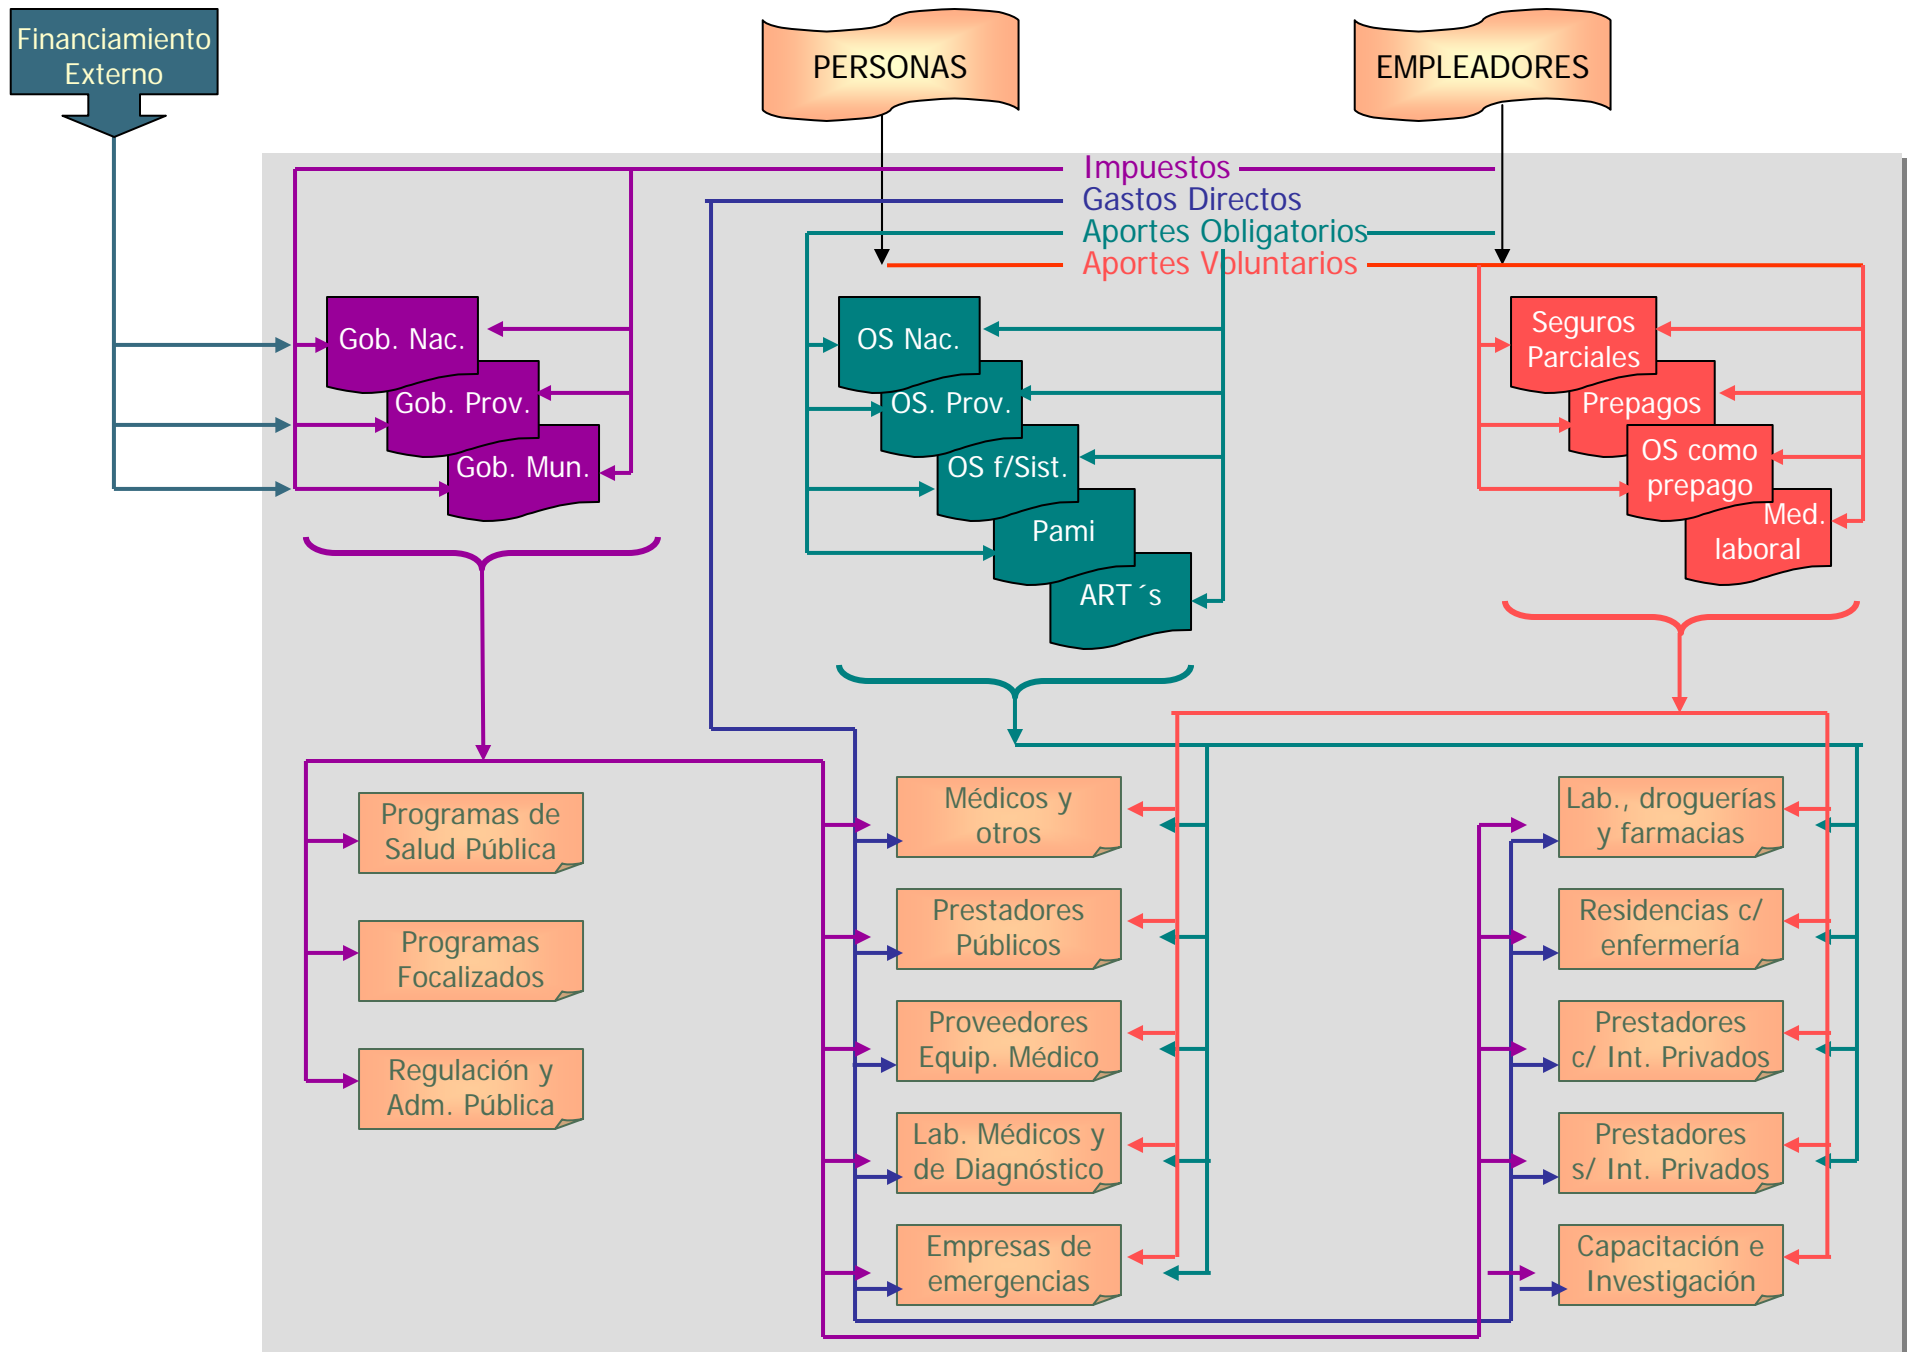 Financiamiento
Externo
PERSONAS
EMPLEADORES
Impuestos
Gastos Directos
Aportes Obligatorios
Aportes Voluntarios
Gob. Nac.
Gob. Prov.
Gob. Mun.
OS Nac.
OS. Prov.
OS f/Sist.
Pami
ART´s
Seguros
Parciales
Prepagos
OS como
prepago
Med.
laboral
Programas de
Salud Pública
Programas
Focalizados
Regulación y
Adm. Pública
Médicos y
otros
Prestadores
Públicos
Proveedores
Equip. Médico
Lab. Médicos y
de Diagnóstico
Empresas de
emergencias
Lab., droguerías
y farmacias
Residencias c/
enfermería
Prestadores
c/ Int. Privados
Prestadores
s/ Int. Privados
Capacitación e
Investigación